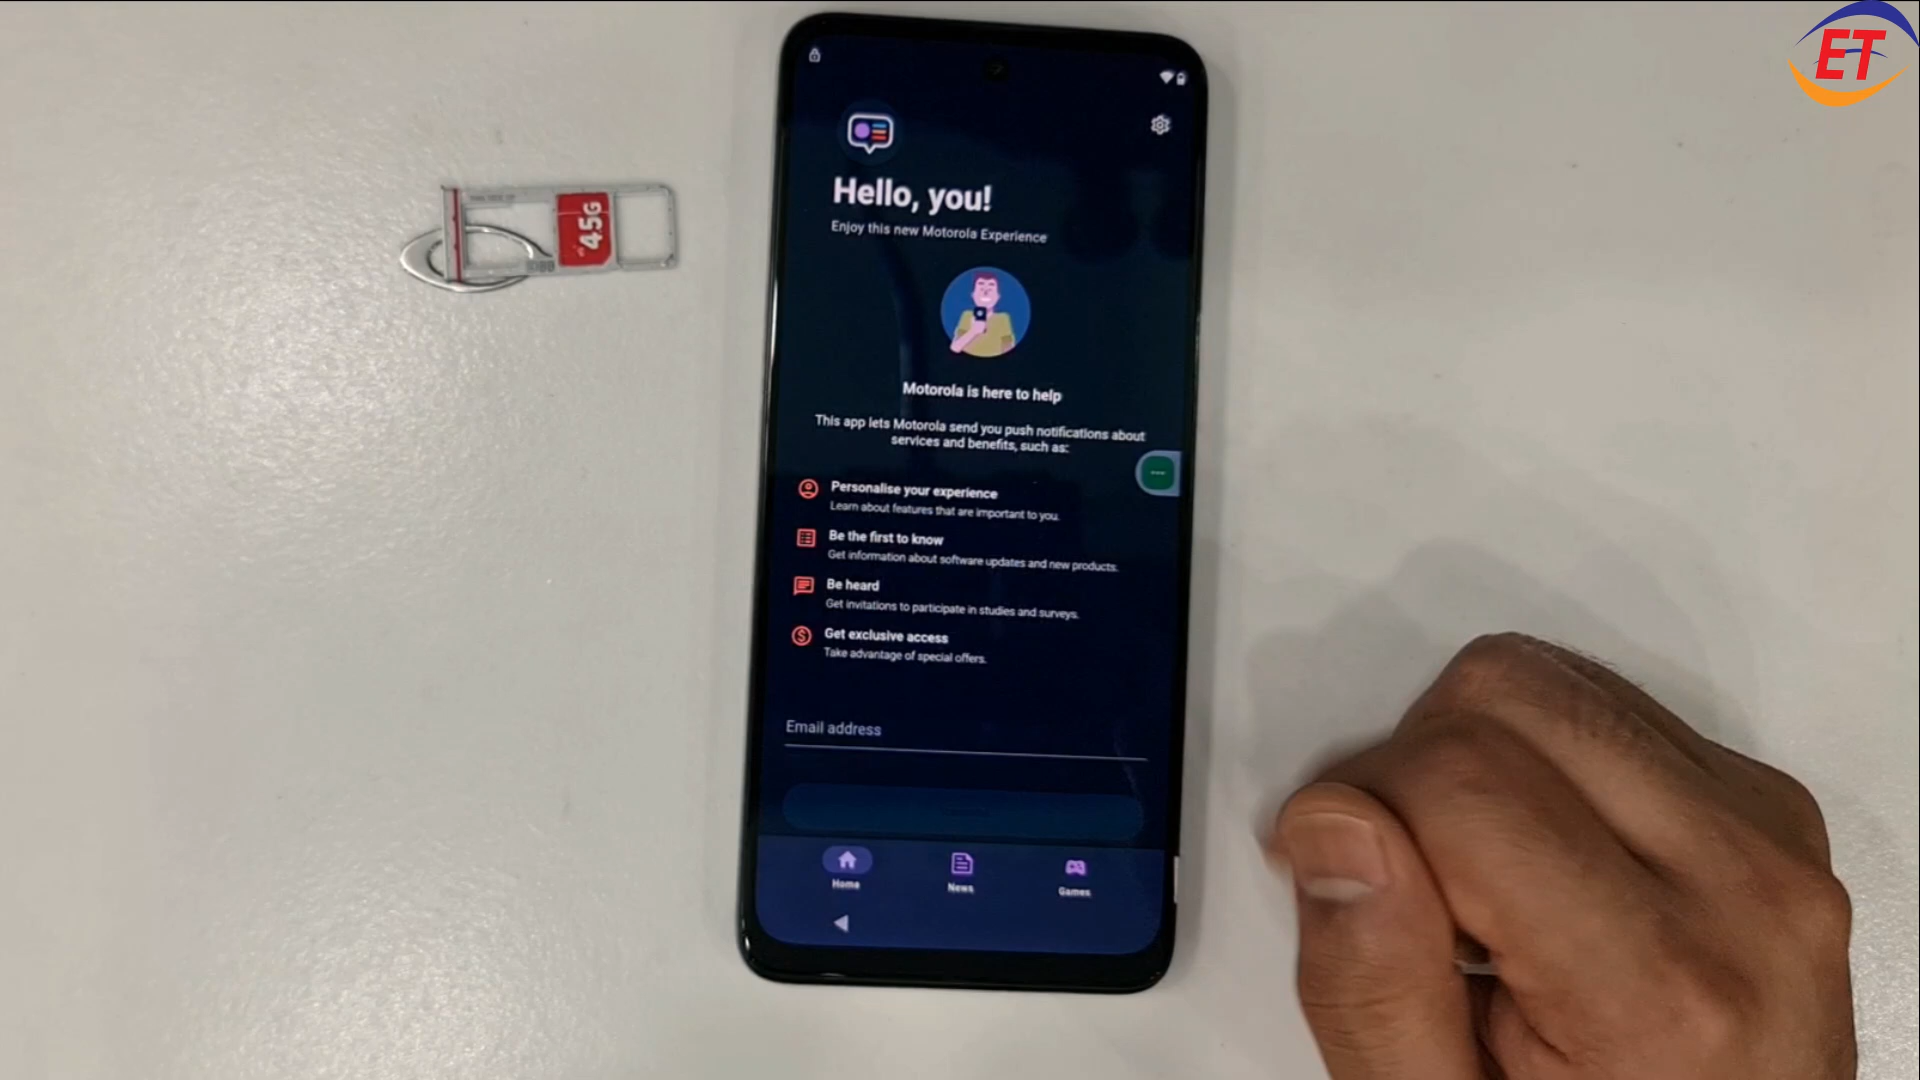 ET
4.5G
Hello, you!
Enjoy this new Motorola Experience
Motorola is here to help
This app lets Motorola send you push notifications about
services and benefits, such as:
Personalise your experience
Learn about features that are important to you.
Be the first to know
Get information about software updates and new products.
Be heard
Get invitations to participate in studies and surveys.
Get exclusive access
Take advantage of special offers.
Email address
Home
News
Games